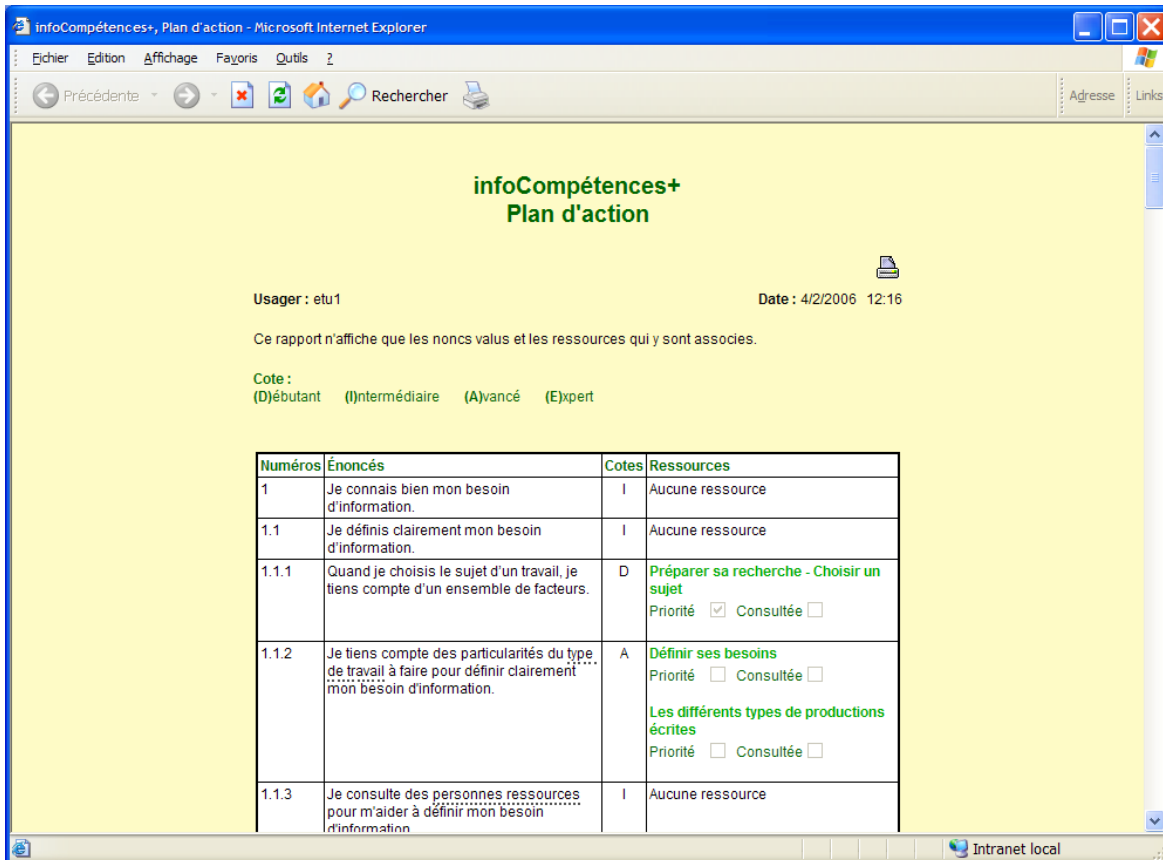 infoCompétences+, Plan d'action - Microsoft Internet Explorer
Fichier Edition Affichage Favoris Outils ?
Précédente Rechercher Adresse Links
infoCompétences+
Plan d'action
Usager : etu1 Date : 4/2/2006 12:16
Ce rapport n'affiche que les noncs valus et les ressources qui y sont associes.
Cote :
(D)ébutant (I)ntermédiaire (A)vancé (E)xpert
Numéros Énoncés Cotes Ressources
1 Je connais bien mon besoin I Aucune ressource
d'information.
1.1 Je définis clairement mon besoin I Aucune ressource
d'information.
1.1.1 Quand je choisis le sujet d'un travail, je D Préparer sa recherche - Choisir un
tiens compte d'un ensemble de facteurs. sujet
Priorité Consultée
1.1.2 Je tiens compte des particularités du type A Définir ses besoins
de travail à faire pour définir clairement Priorité Consultée
mon besoin d'information.
Les différents types de productions
écrites
Priorité Consultée
1.1.3 Je consulte des personnes ressources I Aucune ressource
pour m'aider à définir mon besoin
d'information.
Intranet local